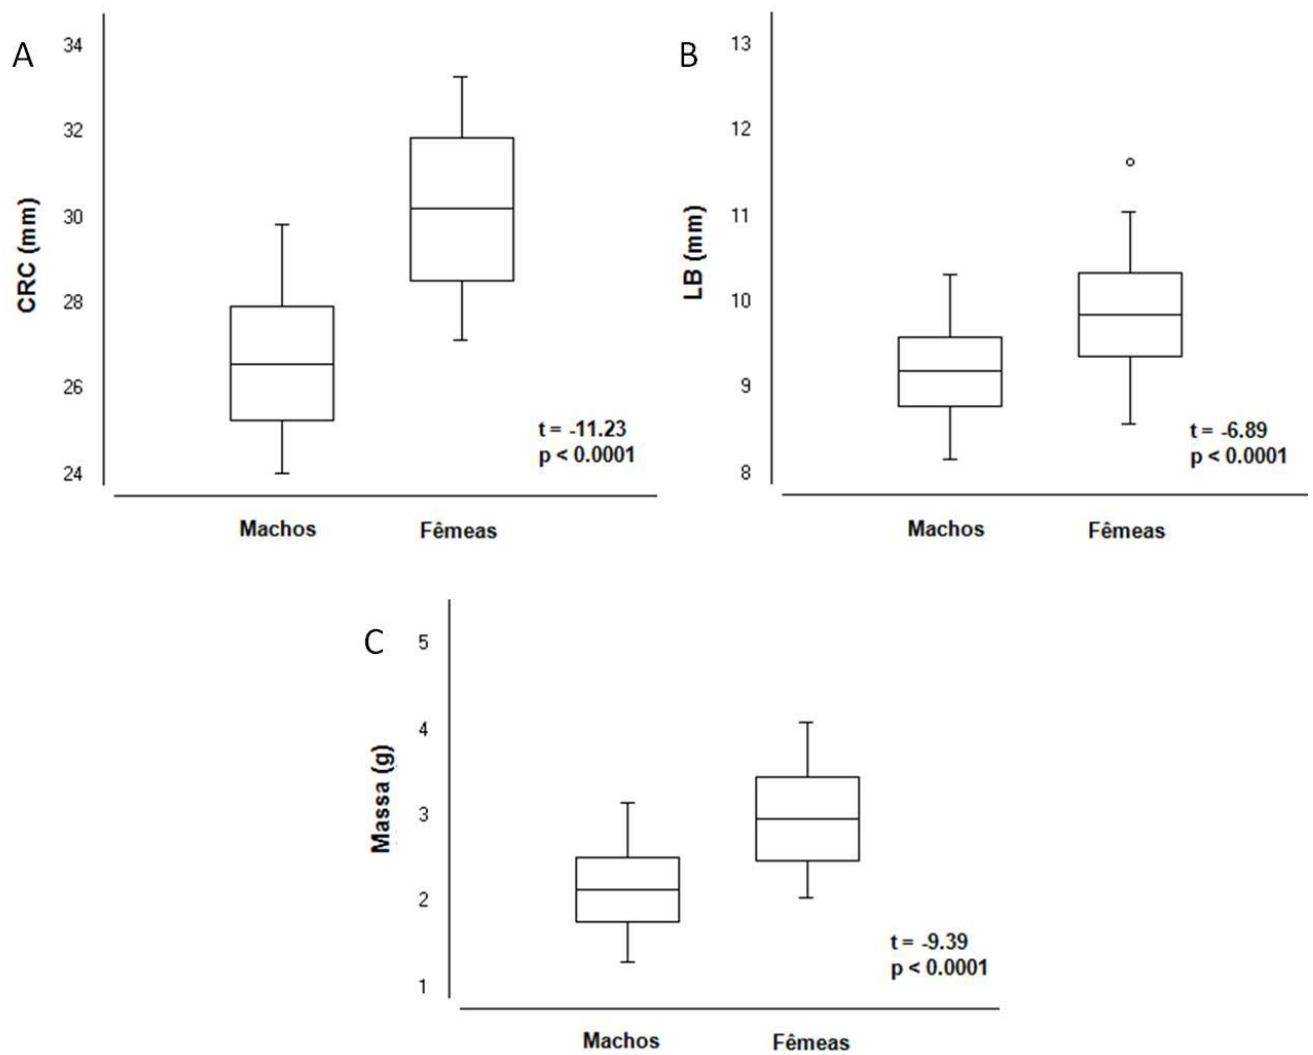 A
34
32
30
28
26
24
CRC (mm)
t = -11.23
p < 0.0001
Machos Fêmeas
B
13
12
11
10
9
8
LB (mm)
t = -6.89
p < 0.0001
Machos Fêmeas
C
5
4
3
2
1
Massa (g)
t = -9.39
p < 0.0001
Machos Fêmeas